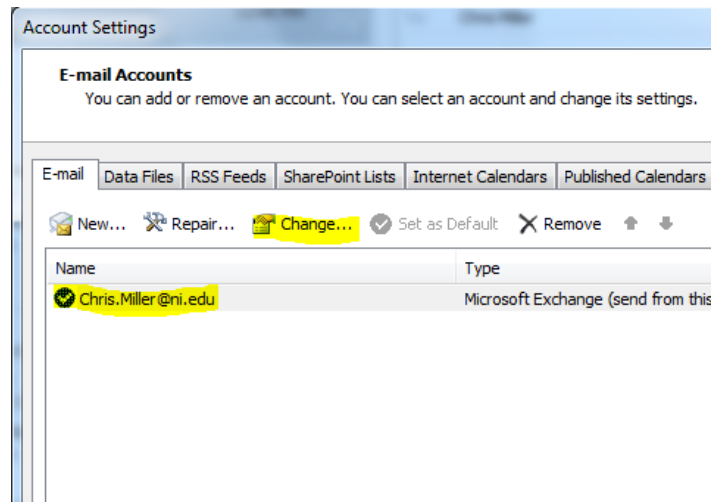 Account Settings
E-mail Accounts
You can add or remove an account. You can select an account and change its settings.
E-mail Data Files RSS Feeds SharePoint Lists Internet Calendars Published Calendars
New... Repair... Change... Set as Default Remove
Name Type
Chris.Miller@ni.edu Microsoft Exchange (send from this